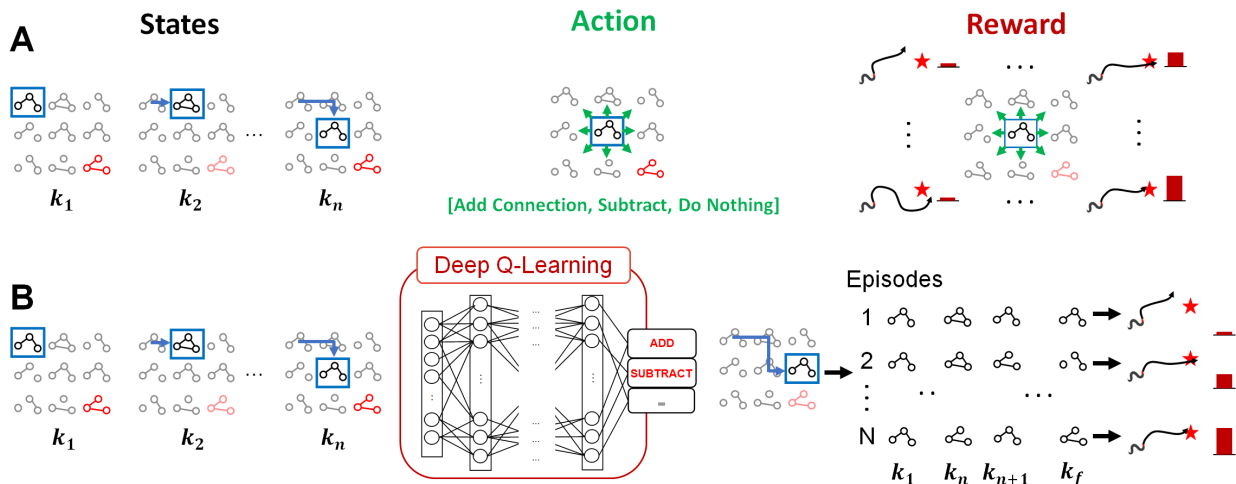 A
States
Action
Reward
...
k1
k2
kn
[Add Connection, Subtract, Do Nothing]
B
Deep Q-Learning
ADD
SUBTRACT
=
Episodes
1
2
N
k1
k2
kn
k1
kn
kn+1
kf